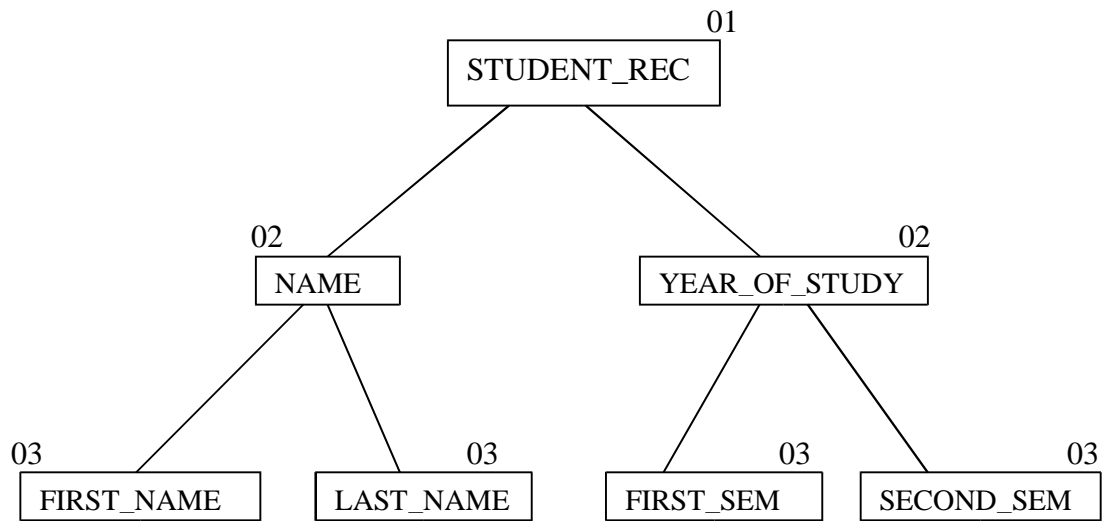 01
STUDENT_REC
02 02
NAME YEAR_OF_STUDY
03 03 03 03
FIRST_NAME LAST_NAME FIRST_SEM SECOND_SEM